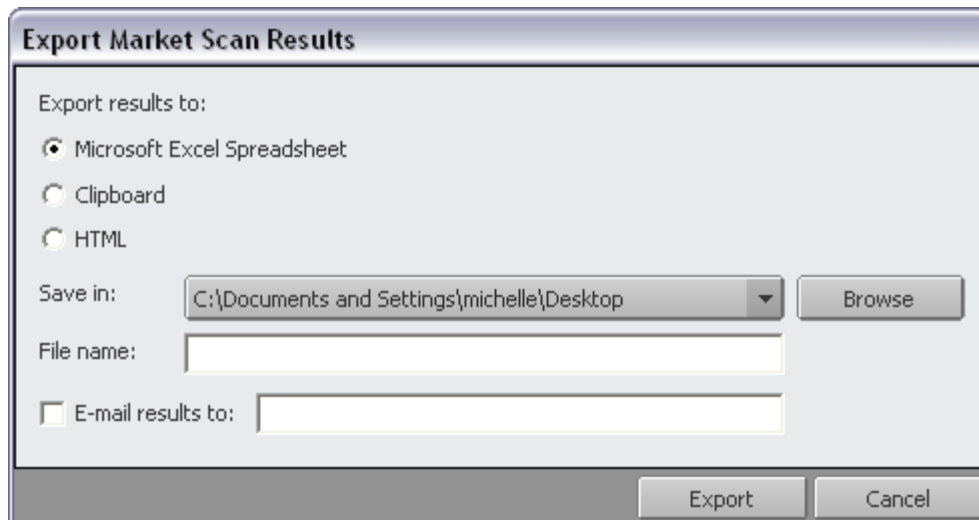 Export Market Scan Results
Export results to:
Microsoft Excel Spreadsheet
Clipboard
HTML
Save in: C:\Documents and Settings\michelle\Desktop Browse
File name:
E-mail results to:
Export Cancel